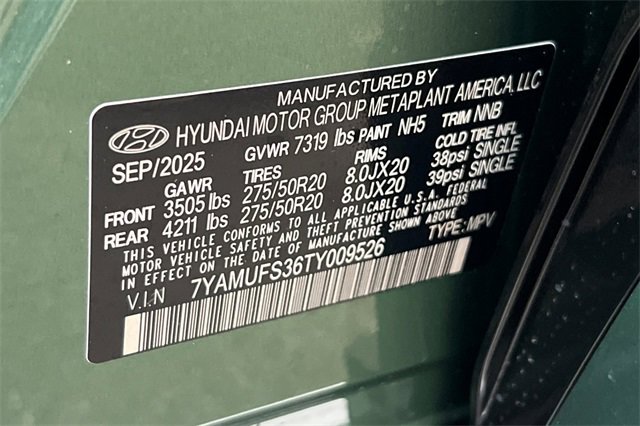 MANUFACTURED BY
HYUNDAI MOTOR GROUP METAPLANT AMERICA, LLC
SEP/2025 GVWR 7319 lbs PAINT NH5 TRIM NNB
GAWR TIRES RIMS COLD TIRE INFL
FRONT 3505 lbs 275/50R20 8.0JX20 38psi SINGLE
REAR 4211 lbs 275/50R20 8.0JX20 39psi SINGLE
THIS VEHICLE CONFORMS TO ALL APPLICABLE U.S.A. FEDERAL
MOTOR VEHICLE SAFETY AND THEFT PREVENTION STANDARDS
IN EFFECT ON THE DATE OF MANUFACTURE SHOWN ABOVE
V.I.N 7YAMUFS36TY009526 TYPE: MPV